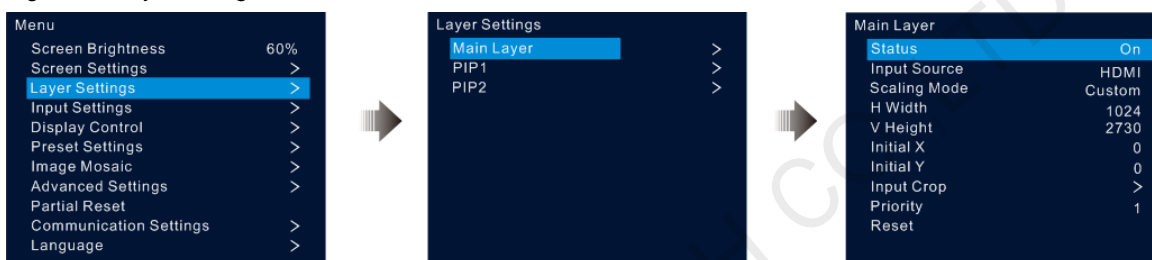 Menu
Screen Brightness 60%
Screen Settings >
Layer Settings >
Input Settings >
Display Control >
Preset Settings >
Image Mosaic >
Advanced Settings >
Partial Reset
Communication Settings >
Language >
Layer Settings
Main Layer >
PIP1 >
PIP2 >
Main Layer
Status On
Input Source HDMI
Scaling Mode Custom
H Width 1024
V Height 2730
Initial X 0
Initial Y 0
Input Crop >
Priority 1
Reset